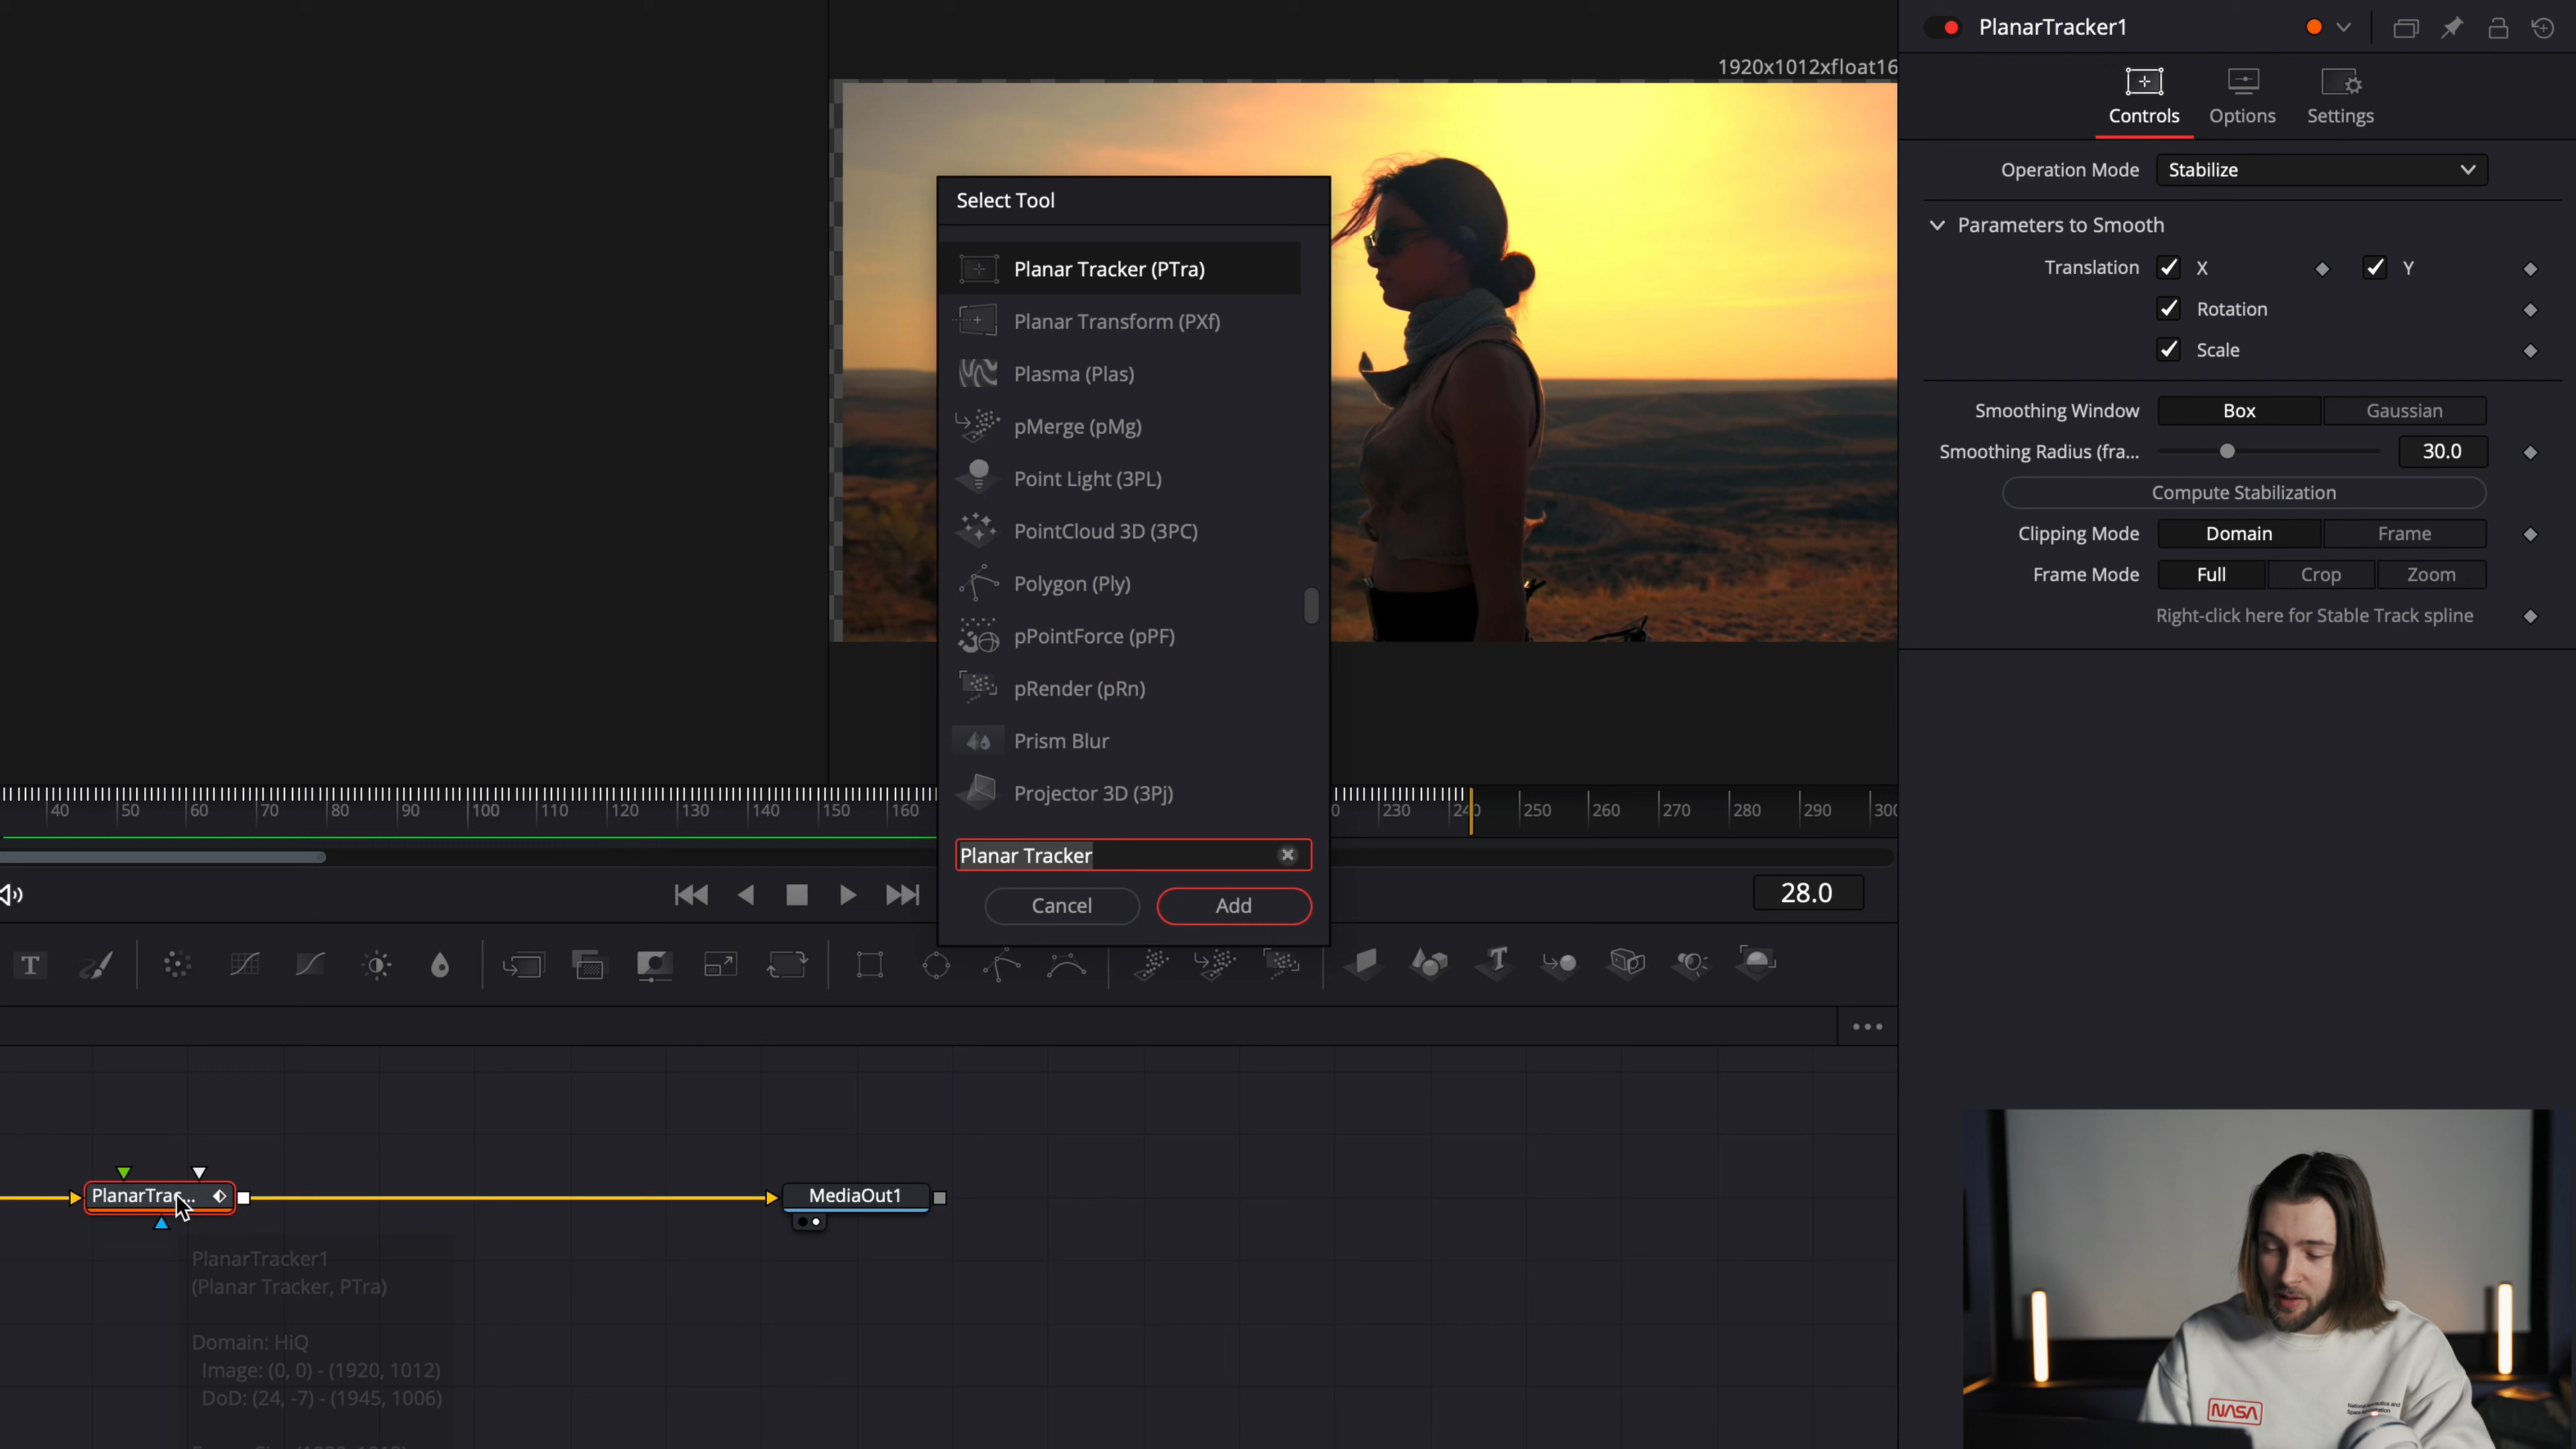 PlanarTracker1
1920x1012xfloat16
Controls
Options
Settings
Operation Mode
Stabilize
Parameters to Smooth
Translation
X
Y
Rotation
Scale
Smoothing Window
Box
Gaussian
Smoothing Radius (fra...
30.0
Compute Stabilization
Clipping Mode
Domain
Frame
Frame Mode
Full
Crop
Zoom
Right-click here for Stable Track spline
Select Tool
Planar Tracker (PTra)
Planar Transform (PXf)
Plasma (Plas)
pMerge (pMg)
Point Light (3PL)
PointCloud 3D (3PC)
Polygon (Ply)
pPointForce (pPF)
pRender (pRn)
Prism Blur
Projector 3D (3Pj)
Planar Tracker
Cancel
Add
40 50 60 70 80 90 100 110 120 130 140 150 160 230 240 250 260 270 280 290 300
28.0
T
PlanarTrac...
MediaOut1
PlanarTracker1
(Planar Tracker, PTra)
Domain: HiQ
Image: (0, 0) - (1920, 1012)
DoD: (24, -7) - (1945, 1006)
NASA